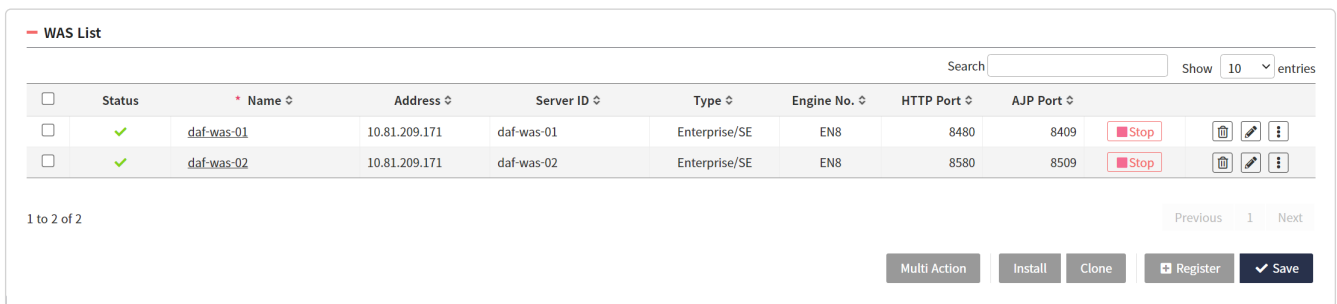 WAS List
Search Show 10 entries
Status * Name Address Server ID Type Engine No. HTTP Port AJP Port
daf-was-01 10.81.209.171 daf-was-01 Enterprise/SE EN8 8480 8409 Stop
daf-was-02 10.81.209.171 daf-was-02 Enterprise/SE EN8 8580 8509 Stop
1 to 2 of 2 Previous 1 Next
Multi Action Install Clone Register Save